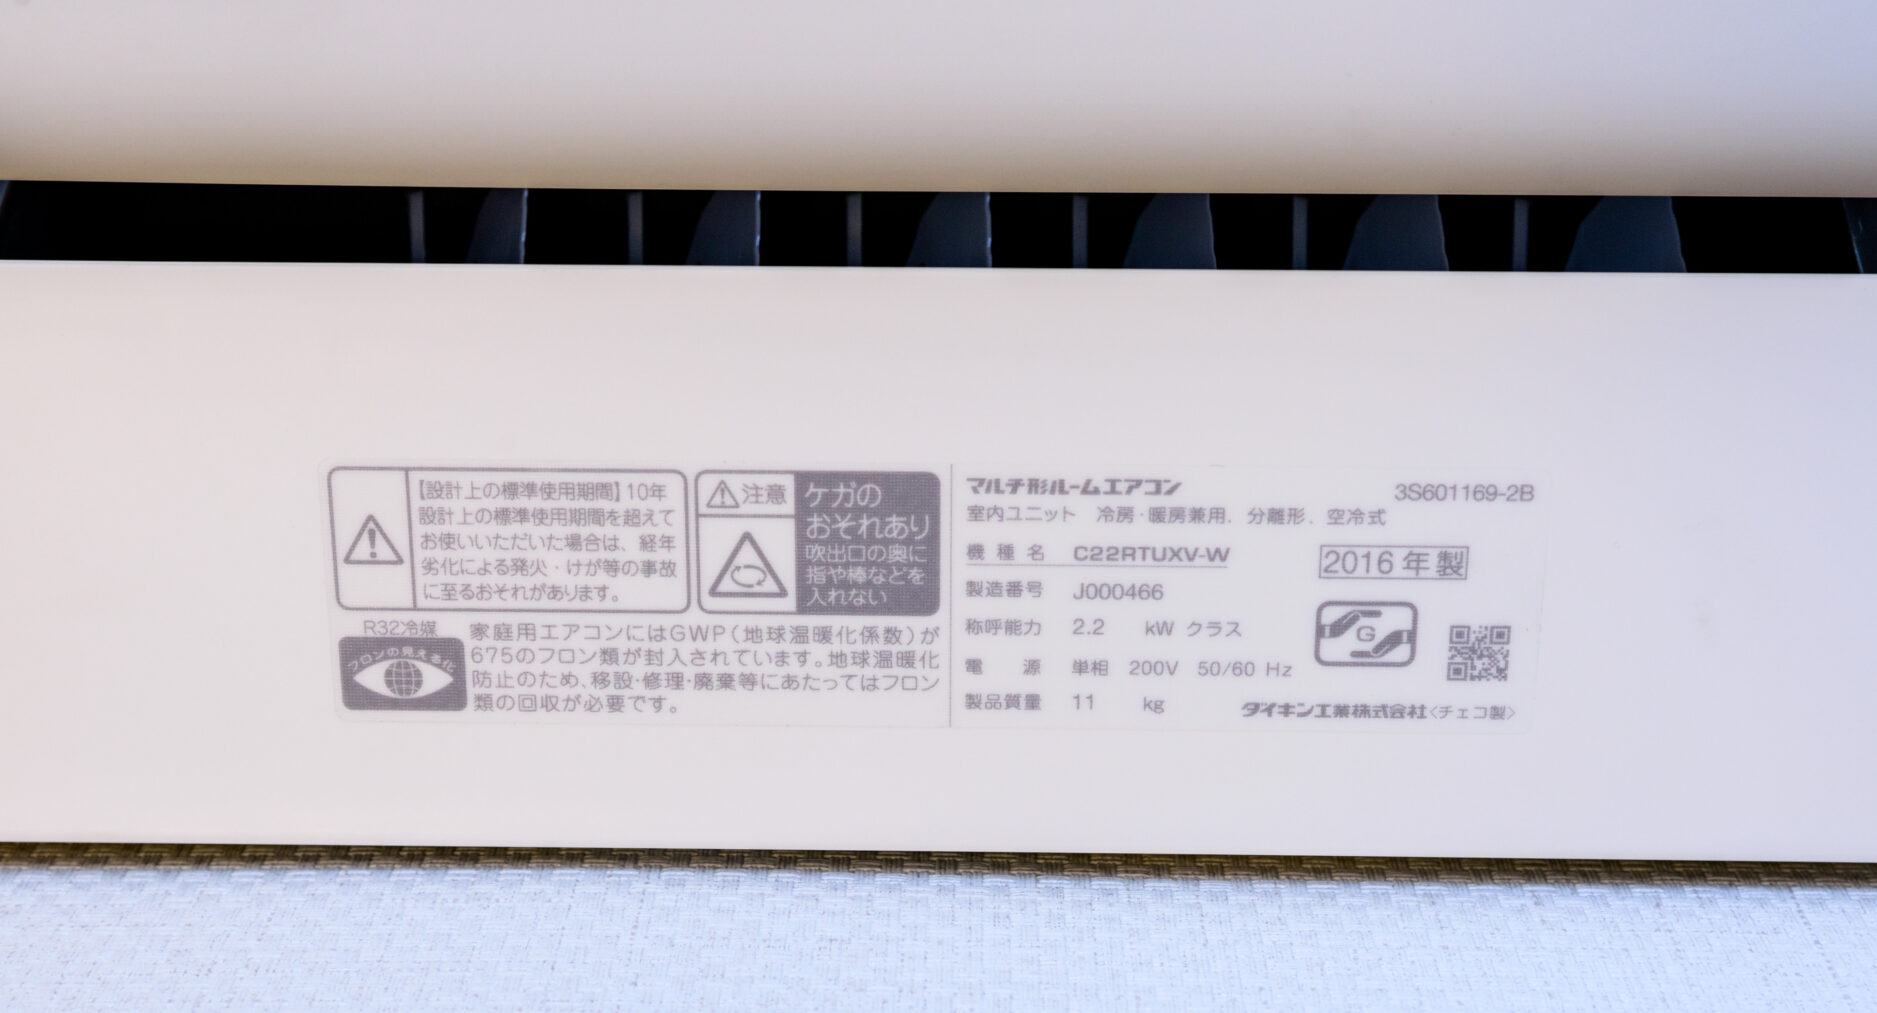 【設計上の標準使用期間】10年
設計上の標準使用期間を超えて
お使いいただいた場合は、経年
劣化による発火・けが等の事故
に至るおそれがあります。
注意
ケガの
おそれあり
吹出口の奥に
指や棒などを
入れない
R32冷媒
フロンの見える化
家庭用エアコンにはGWP(地球温暖化係数)が
675のフロン類が封入されています。地球温暖化
防止のため、移設・修理・廃棄等にあたってはフロン
類の回収が必要です。
マルチ形ルームエアコン
3S601169-2B
室内ユニット 冷房・暖房兼用．分離形．空冷式
機種名 C22RTUXV-W
2016年製
製造番号 J000466
称呼能力 2.2 kW クラス
G
電源 単相 200V 50/60 Hz
製品質量 11 kg
ダイキン工業株式会社〈チェコ製〉